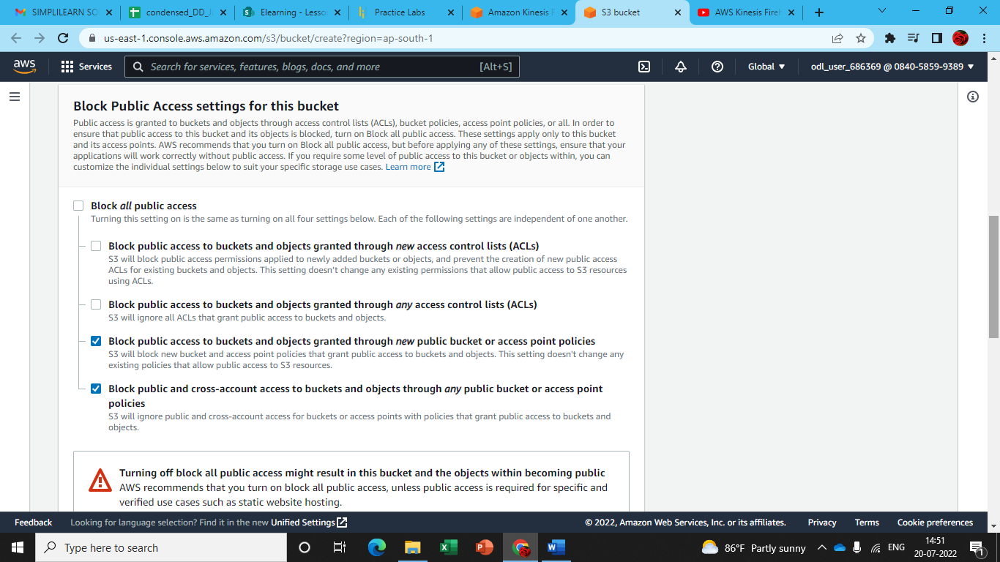 SIMPLILEARN SO
condensed_DD_J
Elearning - Lesso
Practice Labs
Amazon Kinesis F
S3 bucket
AWS Kinesis Fireh
us-east-1.console.aws.amazon.com/s3/bucket/create?region=ap-south-1
aws
Services
Search for services, features, blogs, docs, and more
[Alt+S]
Global ▼
odl_user_686369 @ 0840-5859-9389 ▼
Block Public Access settings for this bucket
Public access is granted to buckets and objects through access control lists (ACLs), bucket policies, access point policies, or all. In order to
ensure that public access to this bucket and its objects is blocked, turn on Block all public access. These settings apply only to this bucket
and its access points. AWS recommends that you turn on Block all public access, but before applying any of these settings, ensure that your
applications will work correctly without public access. If you require some level of public access to this bucket or objects within, you can
customize the individual settings below to suit your specific storage use cases. Learn more
Block all public access
Turning this setting on is the same as turning on all four settings below. Each of the following settings are independent of one another.
Block public access to buckets and objects granted through new access control lists (ACLs)
S3 will block public access permissions applied to newly added buckets or objects, and prevent the creation of new public access
ACLs for existing buckets and objects. This setting doesn't change any existing permissions that allow public access to S3 resources
using ACLs.
Block public access to buckets and objects granted through any access control lists (ACLs)
S3 will ignore all ACLs that grant public access to buckets and objects.
Block public access to buckets and objects granted through new public bucket or access point policies
S3 will block new bucket and access point policies that grant public access to buckets and objects. This setting doesn't change any
existing policies that allow public access to S3 resources.
Block public and cross-account access to buckets and objects through any public bucket or access point
policies
S3 will ignore public and cross-account access for buckets or access points with policies that grant public access to buckets and
objects.
Turning off block all public access might result in this bucket and the objects within becoming public
AWS recommends that you turn on block all public access, unless public access is required for specific and
verified use cases such as static website hosting.
Feedback
Looking for language selection? Find it in the new Unified Settings
© 2022, Amazon Web Services, Inc. or its affiliates.
Privacy
Terms
Cookie preferences
Type here to search
86°F Partly sunny
ENG
14:51
20-07-2022
1